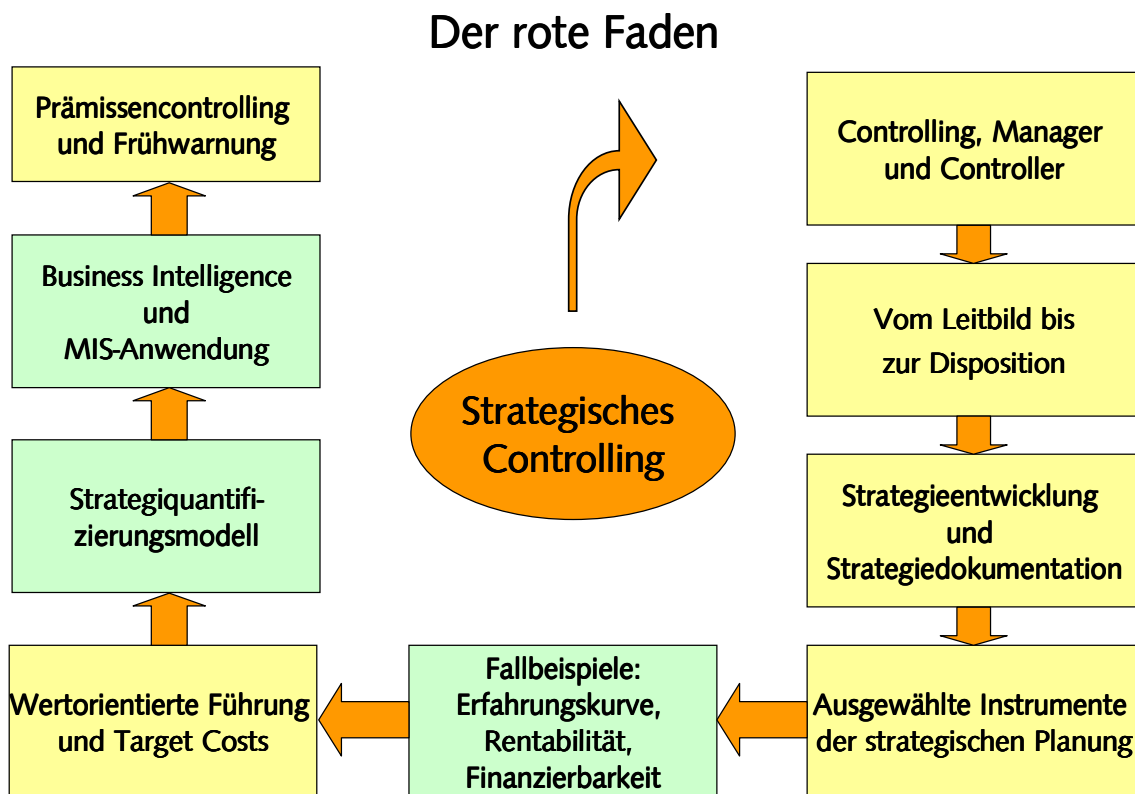 Der rote Faden
Controlling, Manager
und Controller
Vom Leitbild bis
zur Disposition
Strategieentwicklung
und
Strategiedokumentation
Ausgewählte Instrumente
der strategischen Planung
Fallbeispiele:
Erfahrungskurve,
Rentabilität,
Finanzierbarkeit
Wertorientierte Führung
und Target Costs
Strategiquantifi-
zierungsmodell
Business Intelligence
und
MIS-Anwendung
Prämissencontrolling
und Frühwarnung
Strategisches
Controlling